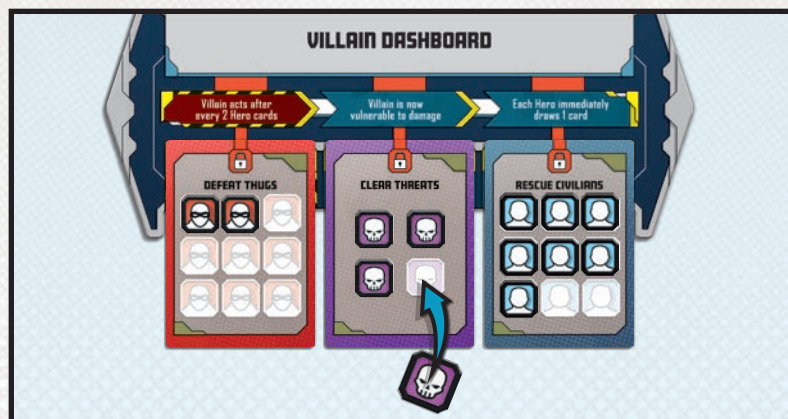 VILLAIN DASHBOARD
Villain acts after
every 2 Hero cards
Villain is now
vulnerable to damage
Each Hero immediately
draws 1 card
DEFEAT THUGS
CLEAR THREATS
RESCUE CIVILIANS